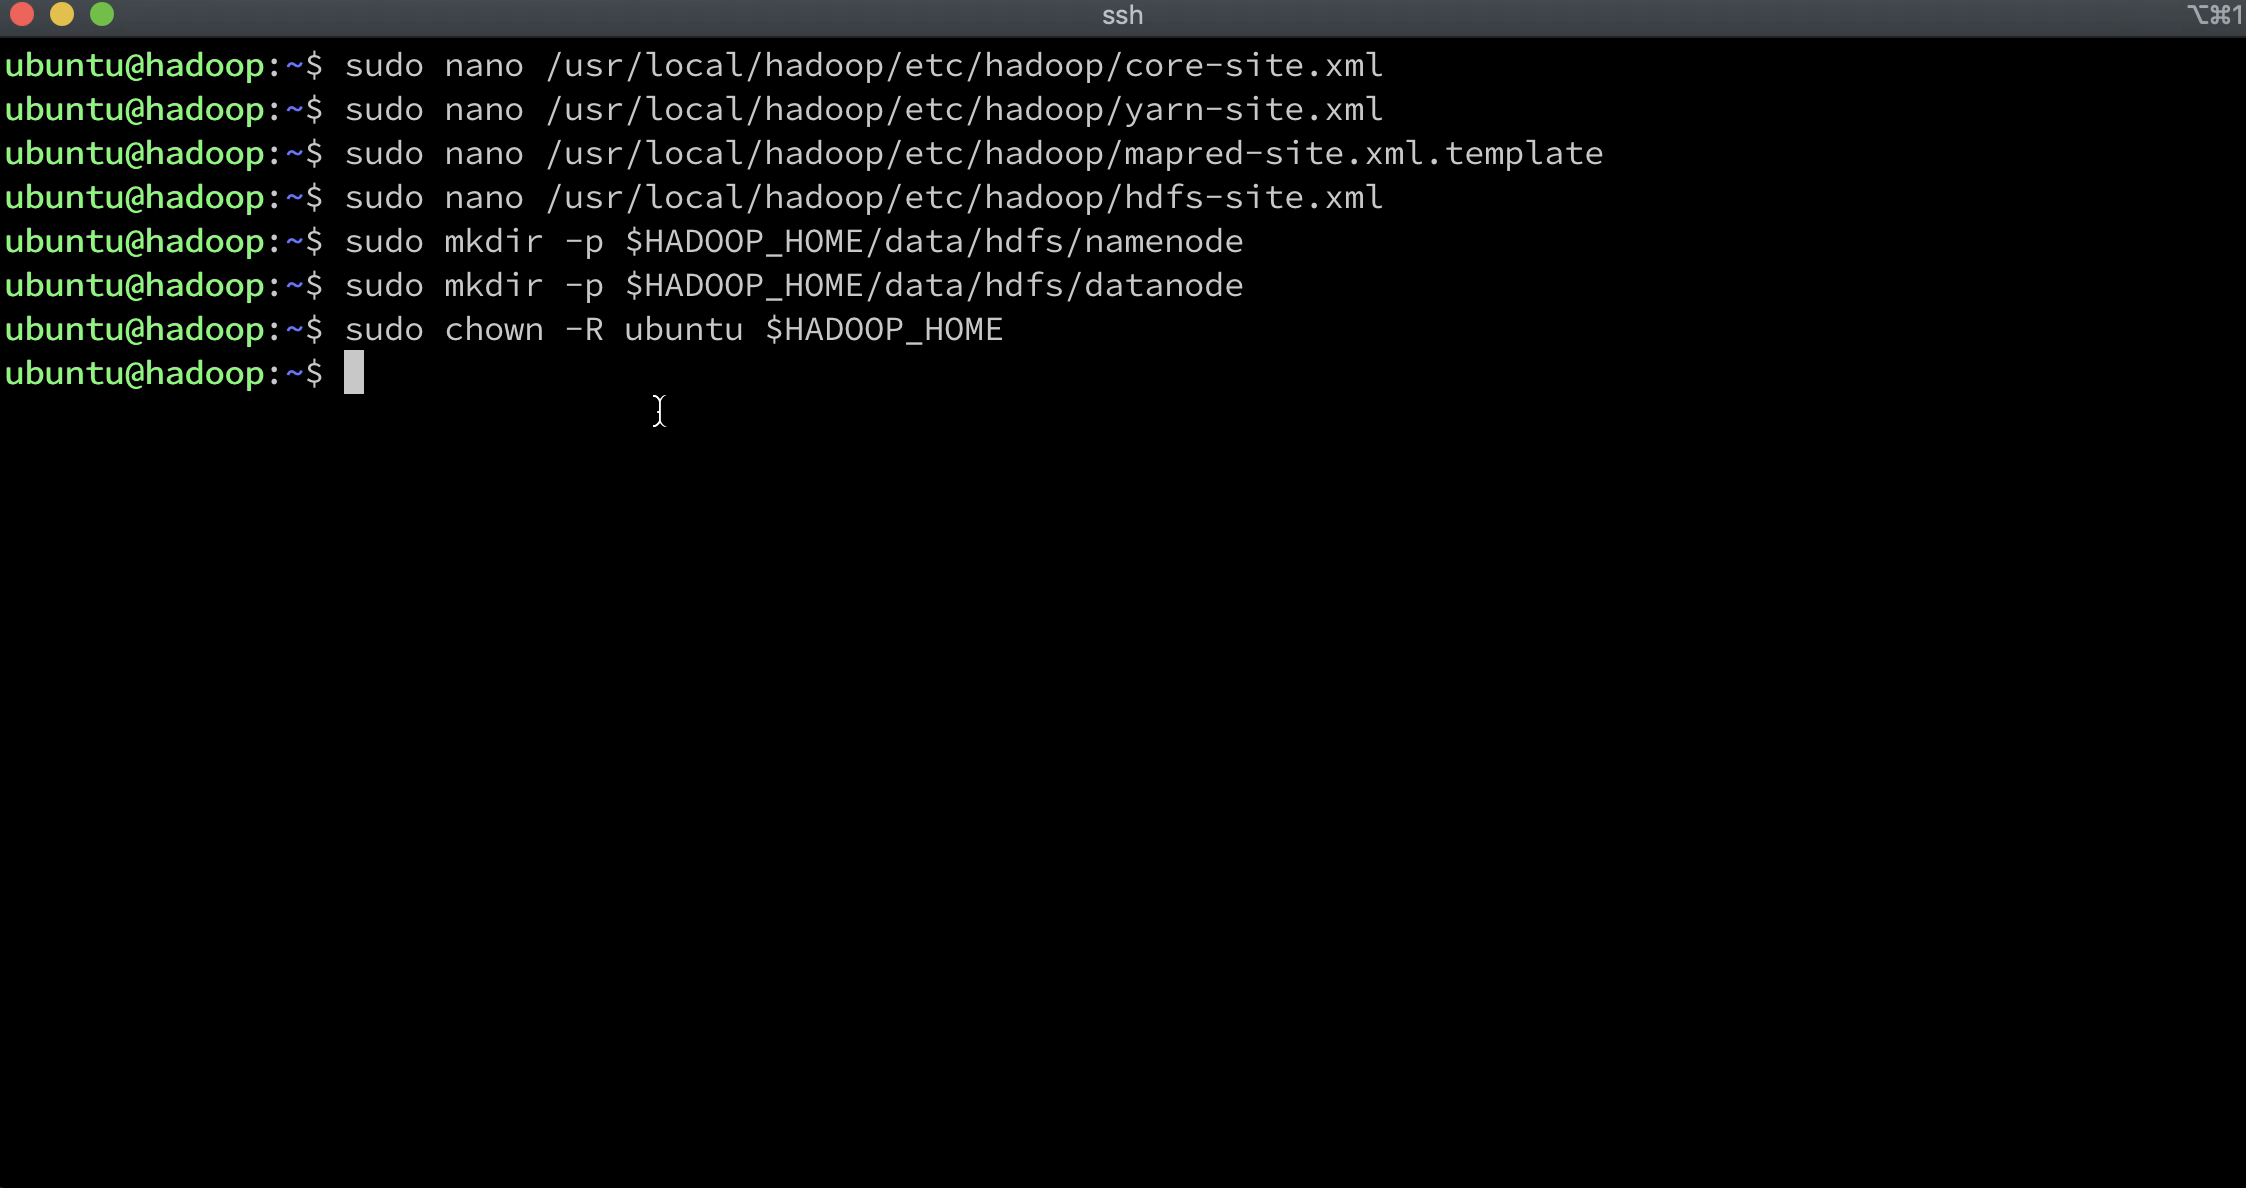 ssh
⌥⌘1
ubuntu@hadoop:~$ sudo nano /usr/local/hadoop/etc/hadoop/core-site.xml
ubuntu@hadoop:~$ sudo nano /usr/local/hadoop/etc/hadoop/yarn-site.xml
ubuntu@hadoop:~$ sudo nano /usr/local/hadoop/etc/hadoop/mapred-site.xml.template
ubuntu@hadoop:~$ sudo nano /usr/local/hadoop/etc/hadoop/hdfs-site.xml
ubuntu@hadoop:~$ sudo mkdir -p $HADOOP_HOME/data/hdfs/namenode
ubuntu@hadoop:~$ sudo mkdir -p $HADOOP_HOME/data/hdfs/datanode
ubuntu@hadoop:~$ sudo chown -R ubuntu $HADOOP_HOME
ubuntu@hadoop:~$